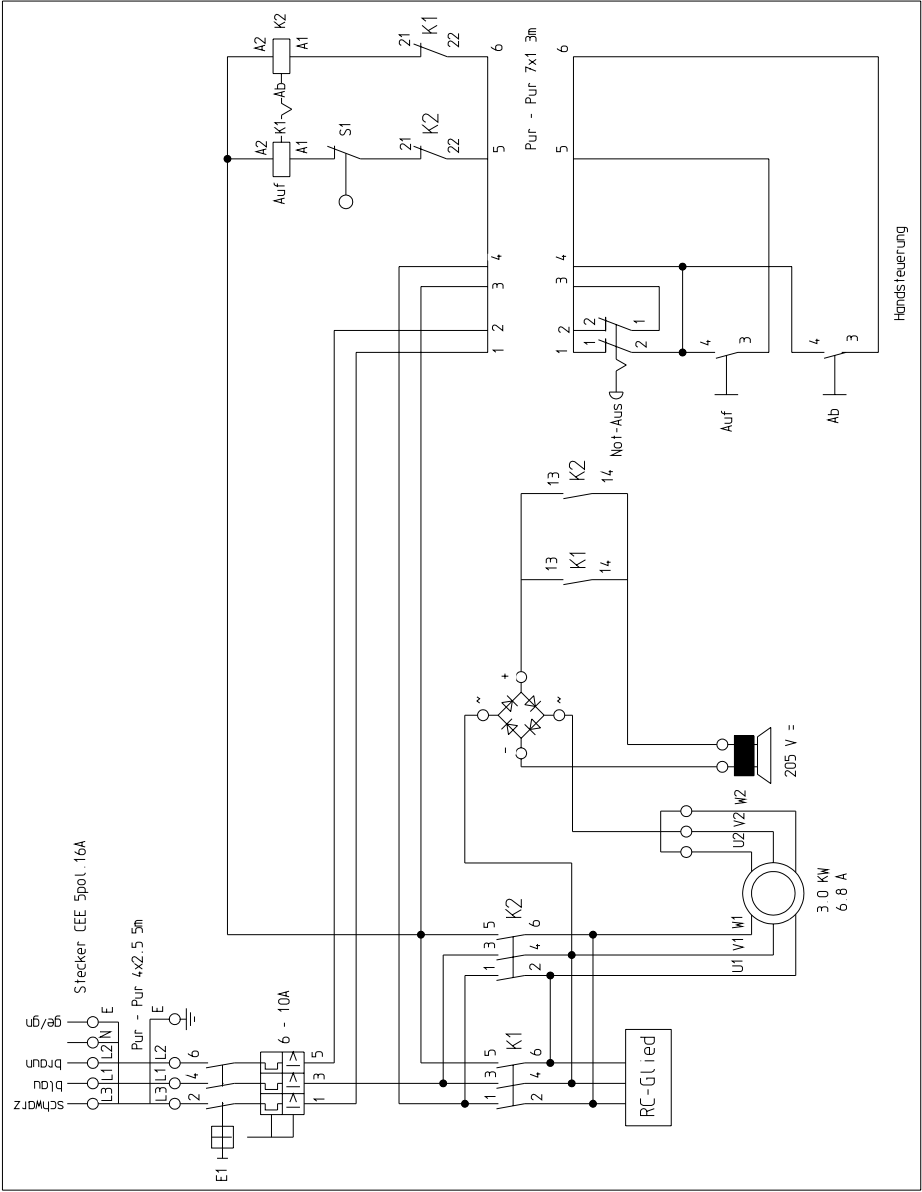 Stecker CEE 5pol.16A
schwarz
blau
braun
ge/gn
L3 L1 L2 N E
Pur - Pur 4x2.5 5m
L3 L1 L2 E
2 4 6
E1
6 - 10A
1 3 5
1 3 5
K1
2 4 6
1 3 5
K2
2 4 6
RC-Glied
U1 V1 W1
U2 V2 W2
3.0 KW
6.8 A
205 V =
~
+
-
~
13
K1
14
13
K2
14
A2
K1
A1
Auf
A2
K2
A1
Ab
S1
21
K2
22
21
K1
22
1 2 3 4 5 6
Pur - Pur 7x1 3m
1 2 3 4 5 6
Not-Aus
1 2
2 1
Auf
4
3
Ab
4
3
Handsteuerung